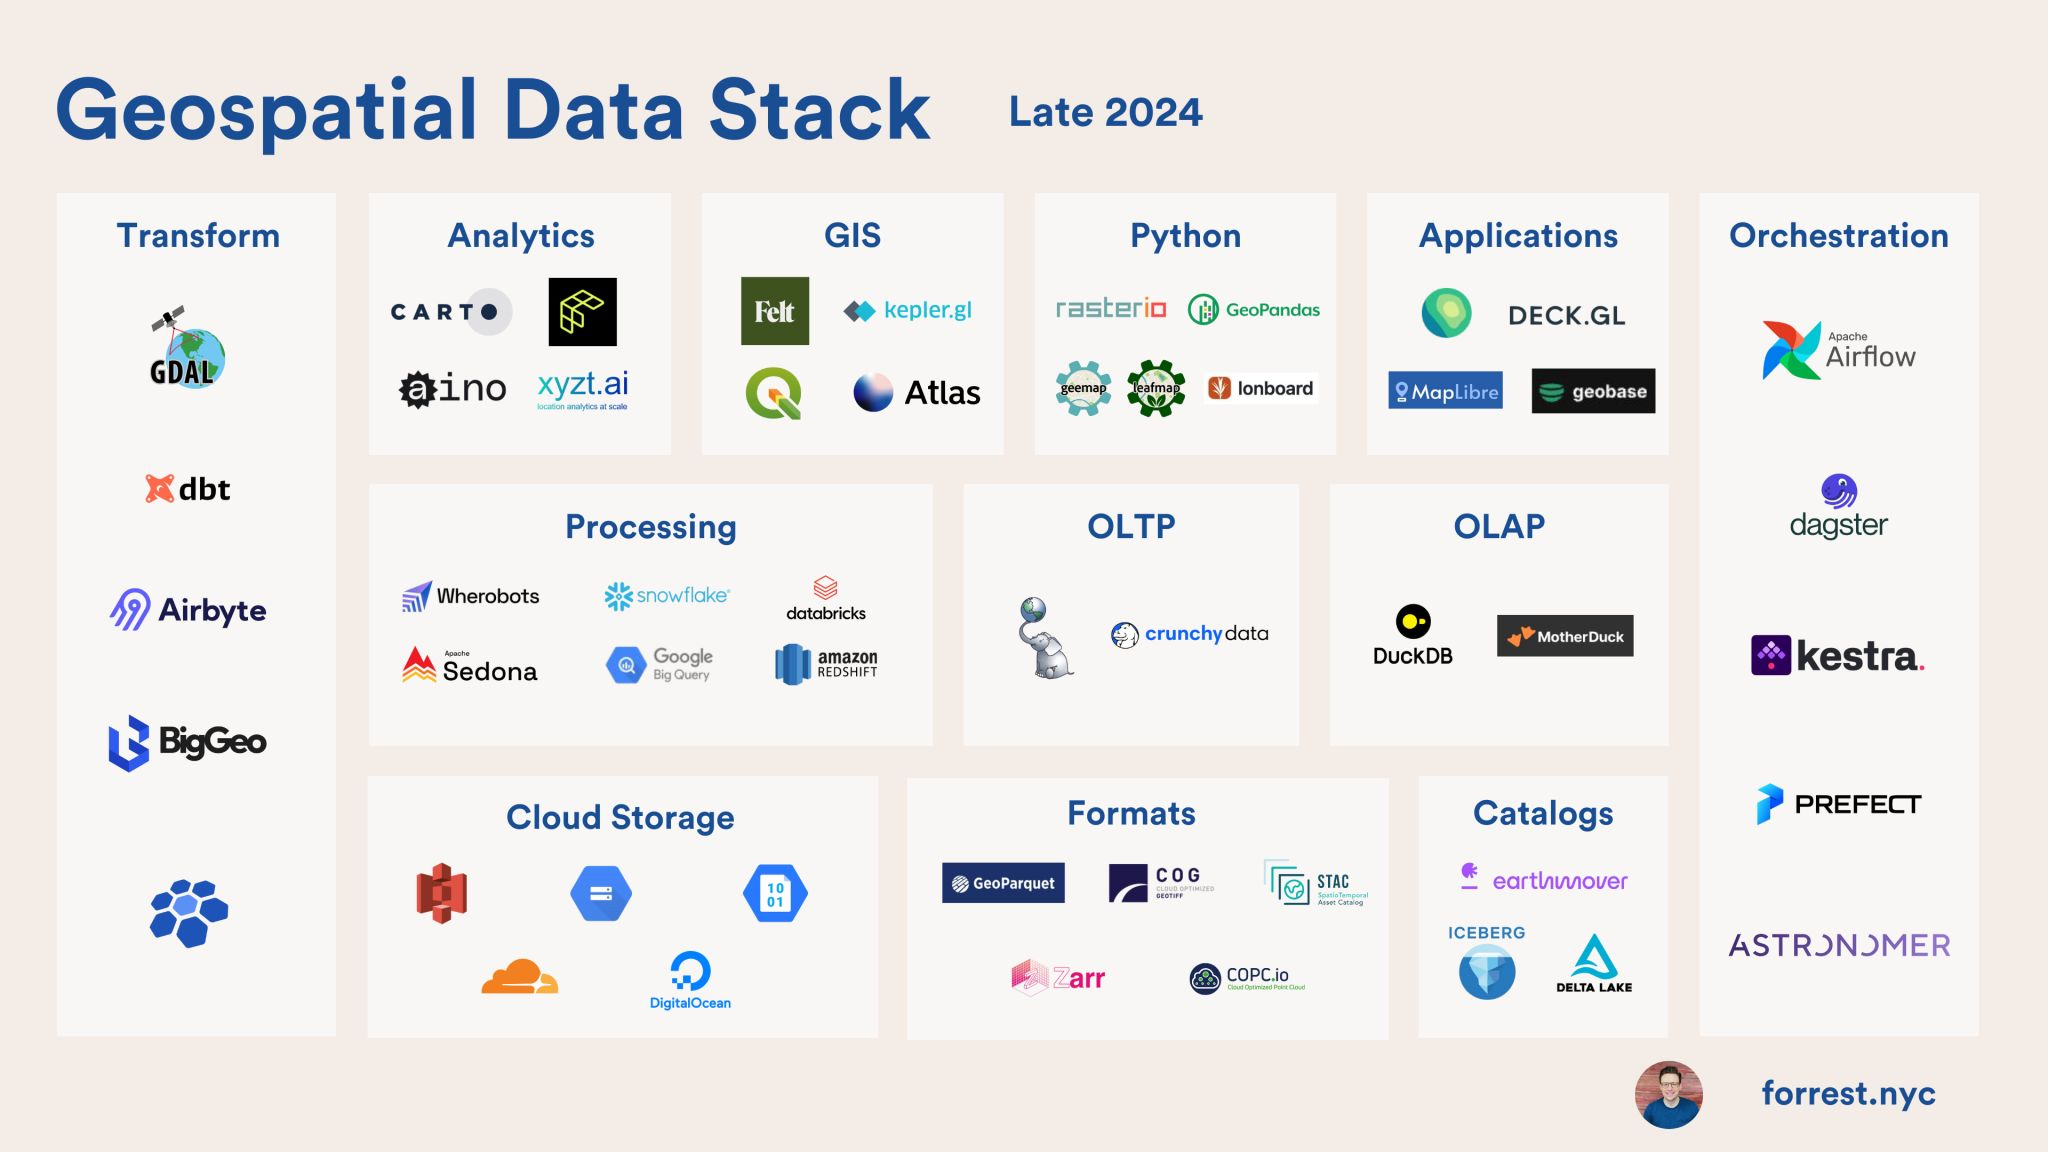 Geospatial Data Stack
Late 2024
Transform
GDAL
dbt
Airbyte
BigGeo
Analytics
CARTO
aino
xyzt.ai
location analytics at scale
GIS
Felt
kepler.gl
Atlas
Python
rasterio
GeoPandas
geemap
leafmap
lonboard
Applications
DECK.GL
MapLibre
geobase
Processing
Wherobots
snowflake®
databricks
Apache
Sedona
Google
Big Query
amazon
REDSHIFT
OLTP
crunchy data
OLAP
DuckDB
MotherDuck
Cloud Storage
10
01
DigitalOcean
Formats
GeoParquet
COG
CLOUD OPTIMIZED
GEOTIFF
STAC
SpatioTemporal
Asset Catalog
Zarr
COPC.io
Cloud Optimized Point Cloud
Catalogs
earthmover
ICEBERG
DELTA LAKE
Orchestration
Apache
Airflow
dagster
kestra.
PREFECT
ASTRONOMER
forrest.nyc